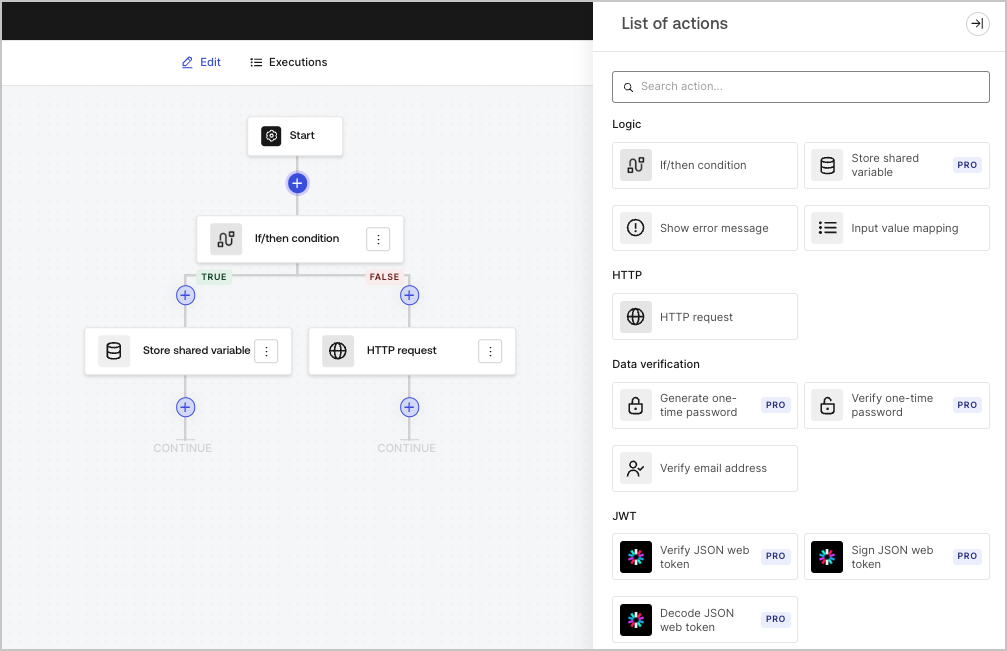 List of actions
Edit
Executions
Search action...
Start
If/then condition
TRUE
FALSE
Store shared variable
HTTP request
CONTINUE
CONTINUE
Logic
If/then condition
Store shared
variable
PRO
Show error message
Input value mapping
HTTP
HTTP request
Data verification
Generate one-
time password
PRO
Verify one-time
password
PRO
Verify email address
JWT
Verify JSON web
token
PRO
Sign JSON web
token
PRO
Decode JSON
web token
PRO